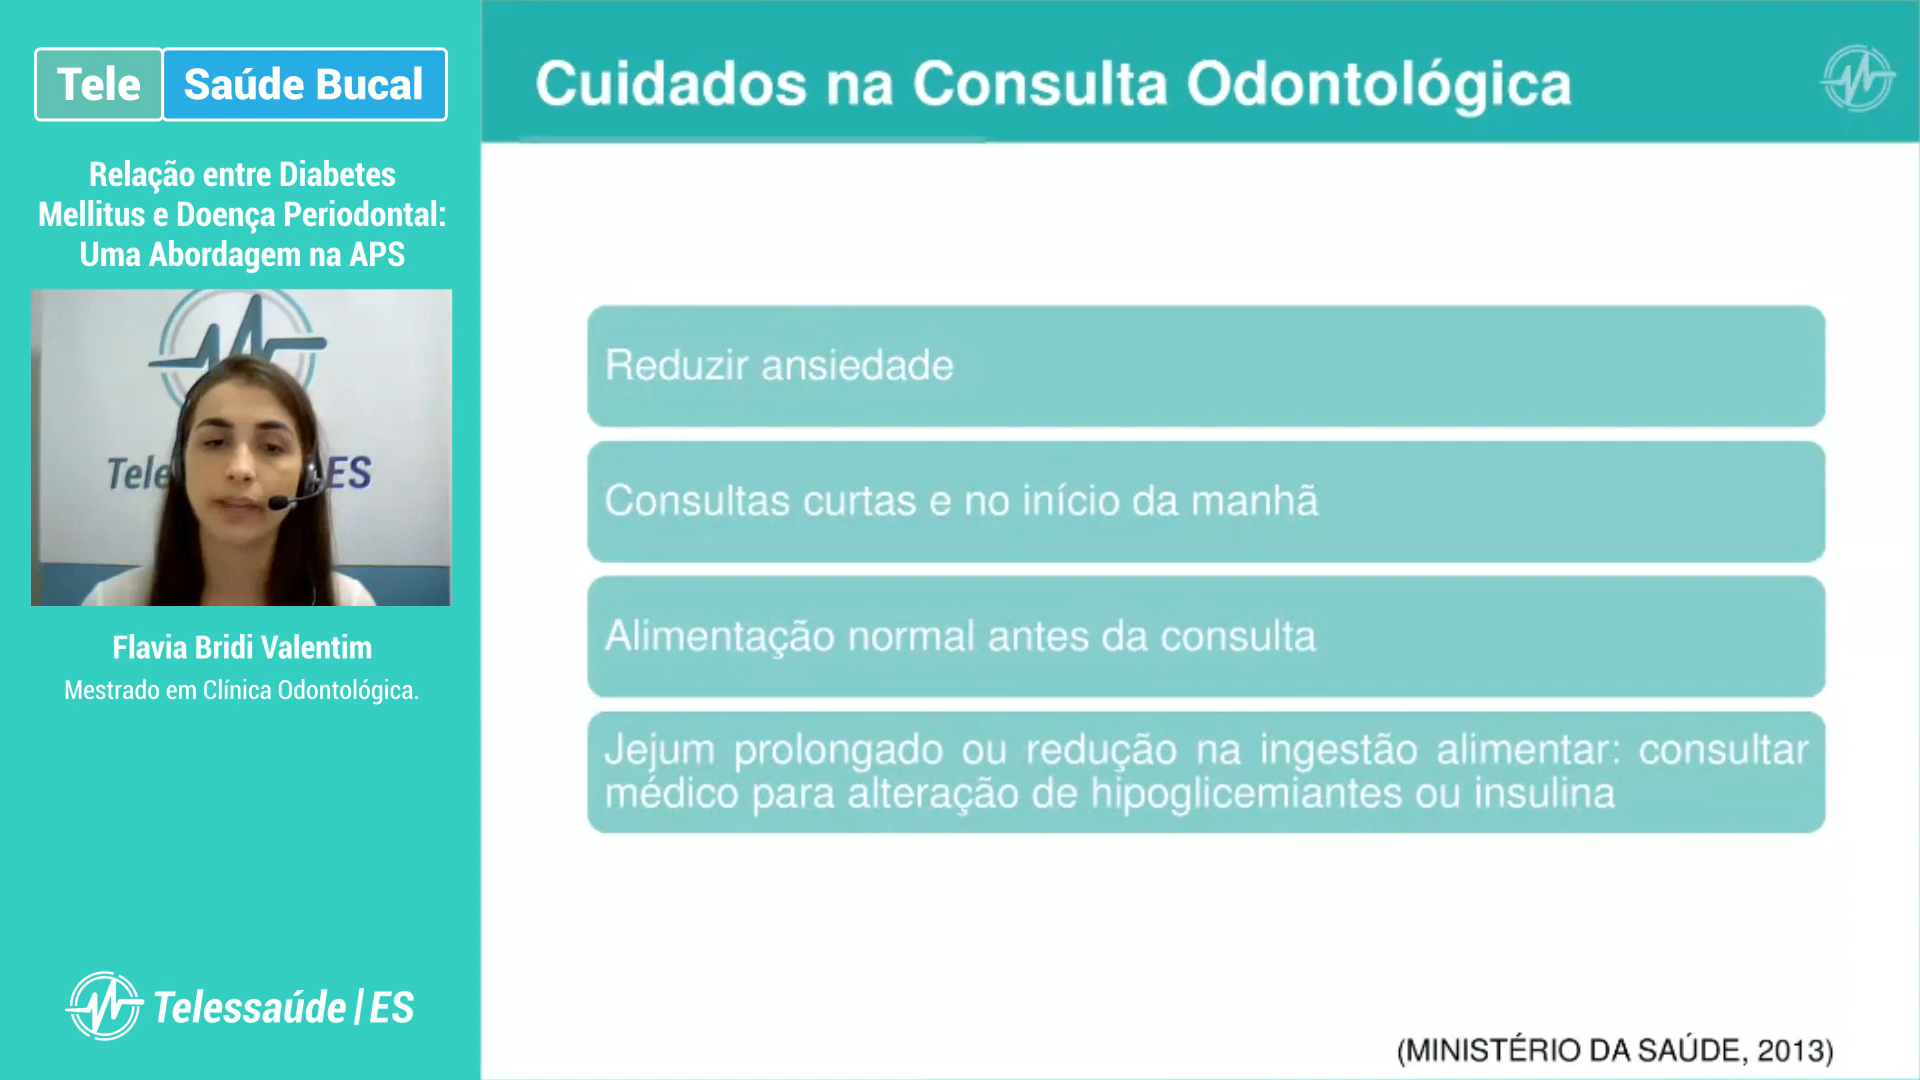 Tele Saúde Bucal
Relação entre Diabetes
Mellitus e Doença Periodontal:
Uma Abordagem na APS
Tele ES
Flavia Bridi Valentim
Mestrado em Clínica Odontológica.
Telessaúde|ES
Cuidados na Consulta Odontológica
Reduzir ansiedade
Consultas curtas e no início da manhã
Alimentação normal antes da consulta
Jejum prolongado ou redução na ingestão alimentar: consultar
médico para alteração de hipoglicemiantes ou insulina
(MINISTÉRIO DA SAÚDE, 2013)